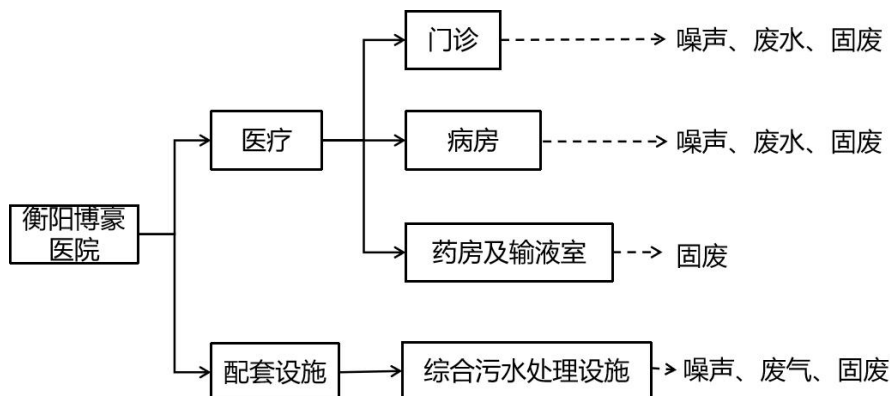 门诊
噪声、废水、固废
医疗
病房
噪声、废水、固废
衡阳博豪
医院
药房及输液室
固废
配套设施
综合污水处理设施
噪声、废气、固废